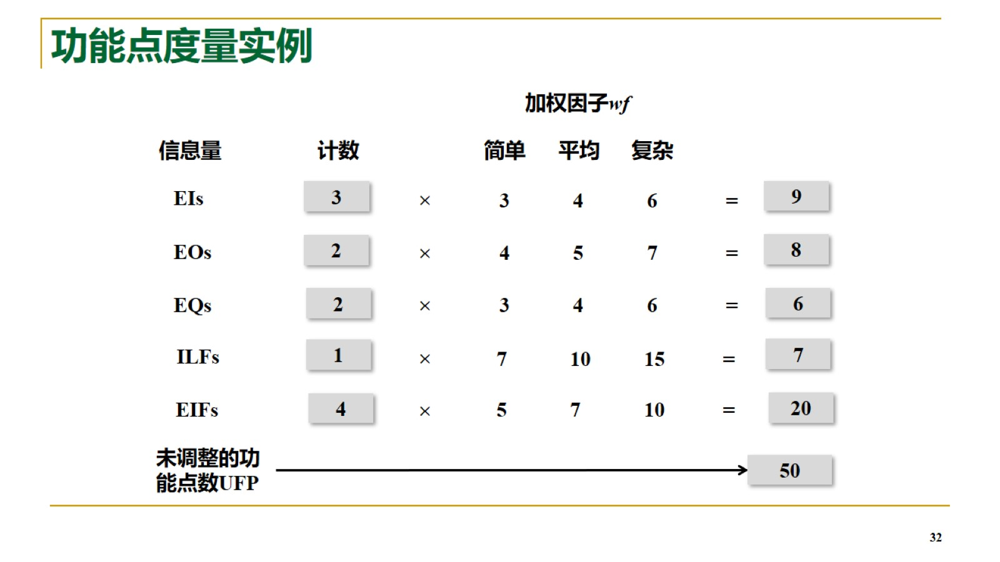 功能点度量实例
加权因子wf
信息量 计数 简单 平均 复杂
EIs 3 × 3 4 6 = 9
EOs 2 × 4 5 7 = 8
EQs 2 × 3 4 6 = 6
ILFs 1 × 7 10 15 = 7
EIFs 4 × 5 7 10 = 20
未调整的功
能点数UFP 50
32